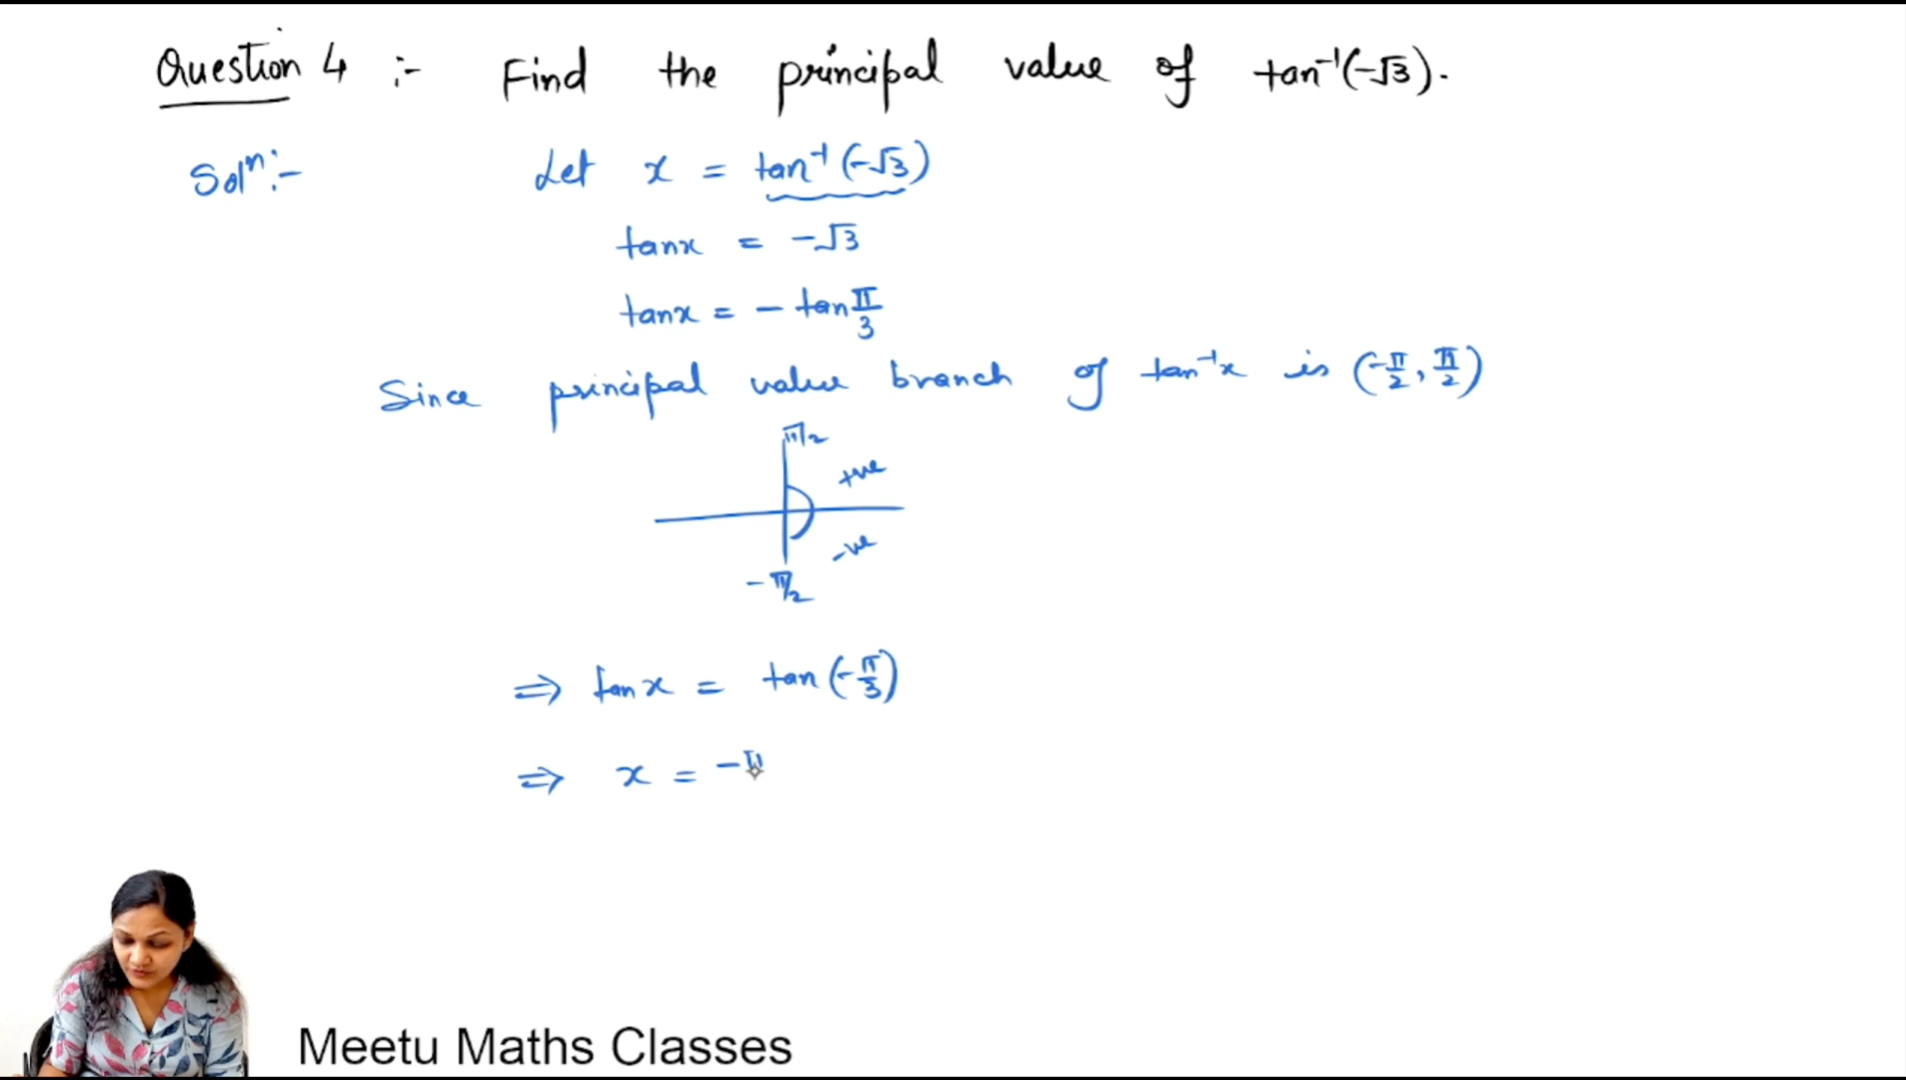 Question 4 :- Find the principal value of tan⁻¹(-√3).
Solⁿ:- Let x = tan⁻¹(-√3)
tanx = -√3
tanx = - tan π/3
Since principal value branch of tan⁻¹x is (-π/2, π/2)
π/2
+ve
-ve
-π/2
⇒ tanx = tan(-π/3)
⇒ x = -π
Meetu Maths Classes